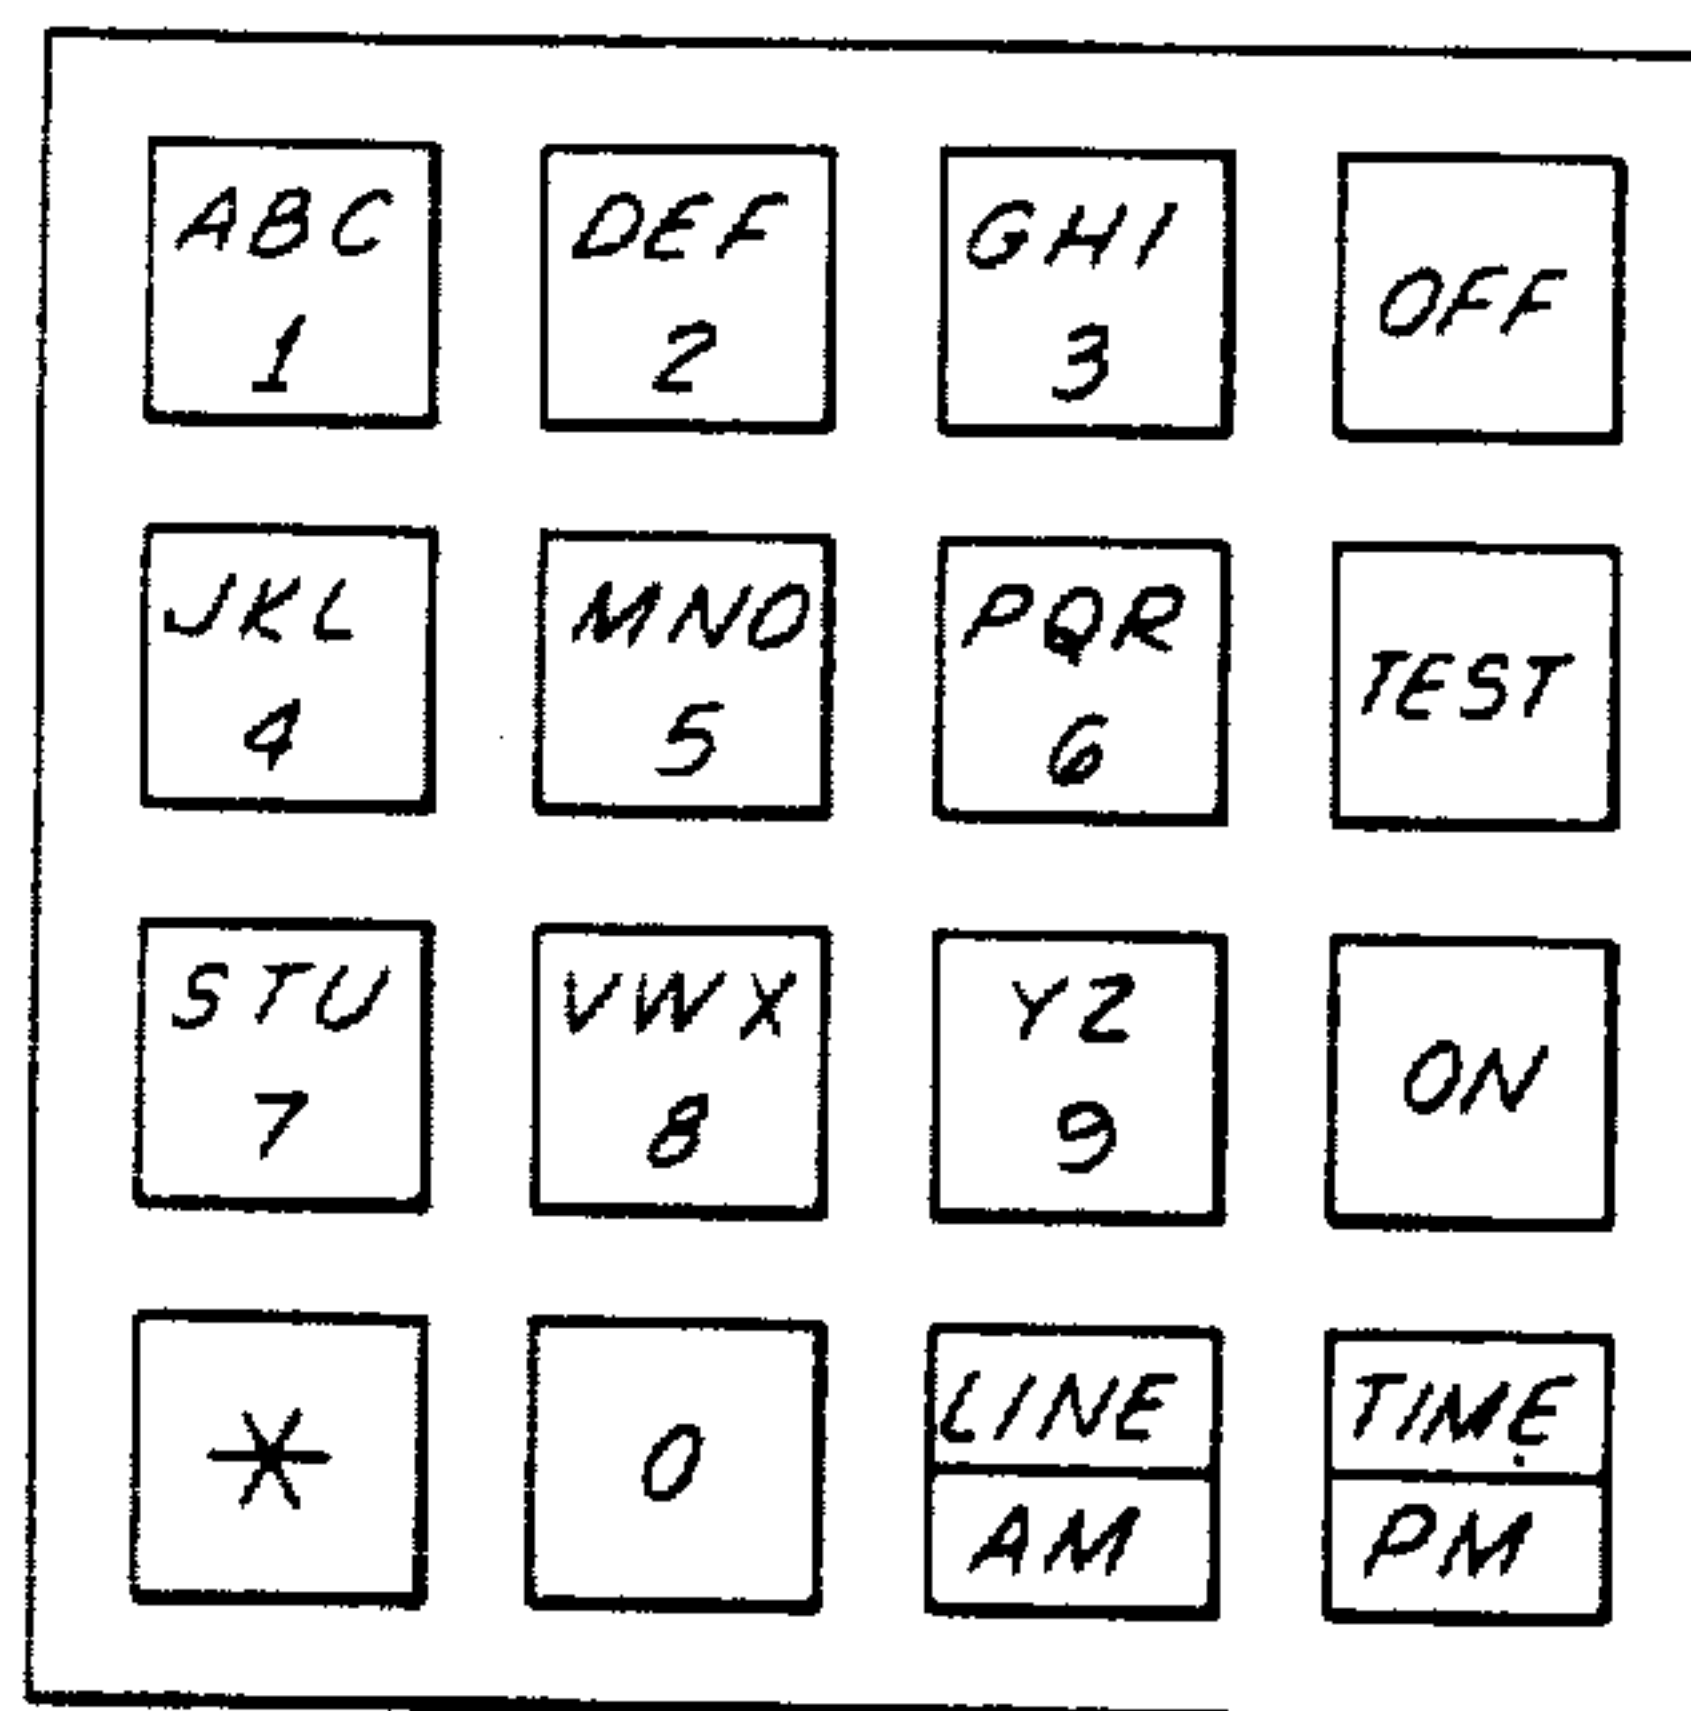 ABC DEF GHI OFF
1 2 3
JKL MNO PQR TEST
4 5 6
STU VWX YZ ON
7 8 9
* 0 LINE TIME
AM PM